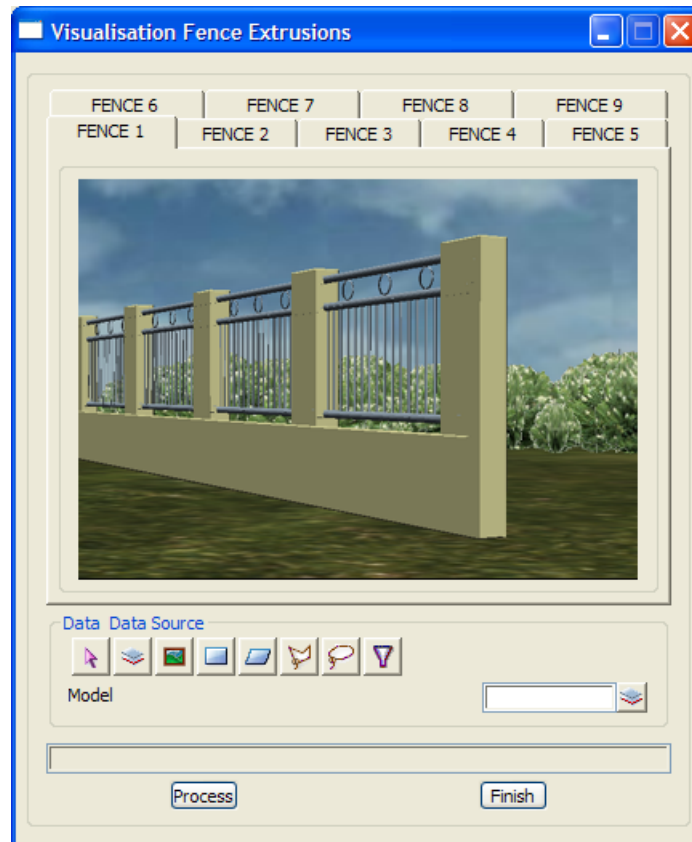 Visualisation Fence Extrusions
FENCE 6 FENCE 7 FENCE 8 FENCE 9
FENCE 1 FENCE 2 FENCE 3 FENCE 4 FENCE 5
Data Data Source
Model
Process Finish